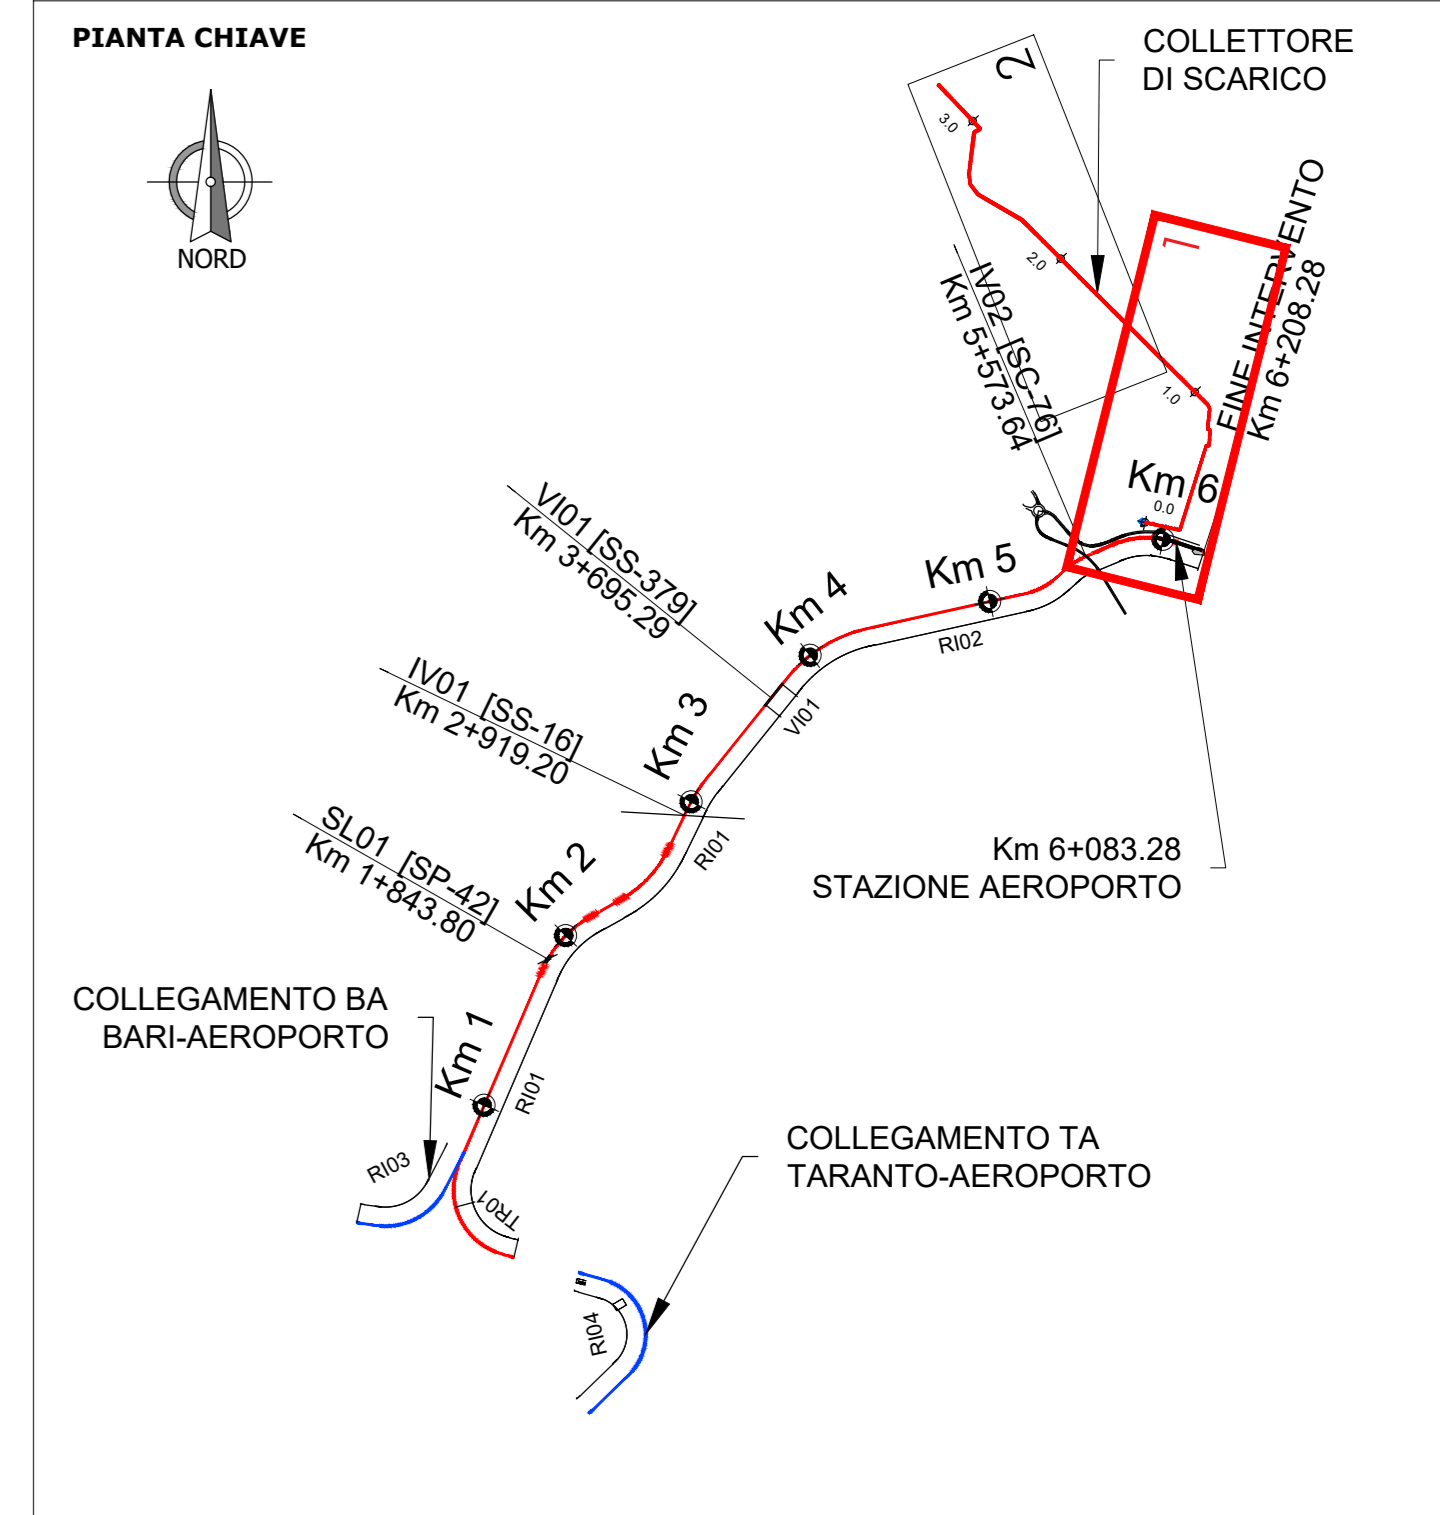 PIANTA CHIAVE
NORD
COLLETTORE
DI SCARICO
2
3.0
2.0
1.0
0.0
1
FINE INTERVENTO
Km 6+208.28
IV02 [SC-76]
Km 5+573.64
Km 6
VI01 [SS-379]
Km 3+695.29
Km 5
Km 4
RI02
IV01 [SS-16]
Km 2+919.20
Km 3
VI01
SL01 [SP-42]
Km 1+843.80
Km 2
RI01
Km 6+083.28
STAZIONE AEROPORTO
COLLEGAMENTO BA
BARI-AEROPORTO
Km 1
RI01
RI03
TR01
COLLEGAMENTO TA
TARANTO-AEROPORTO
RI04